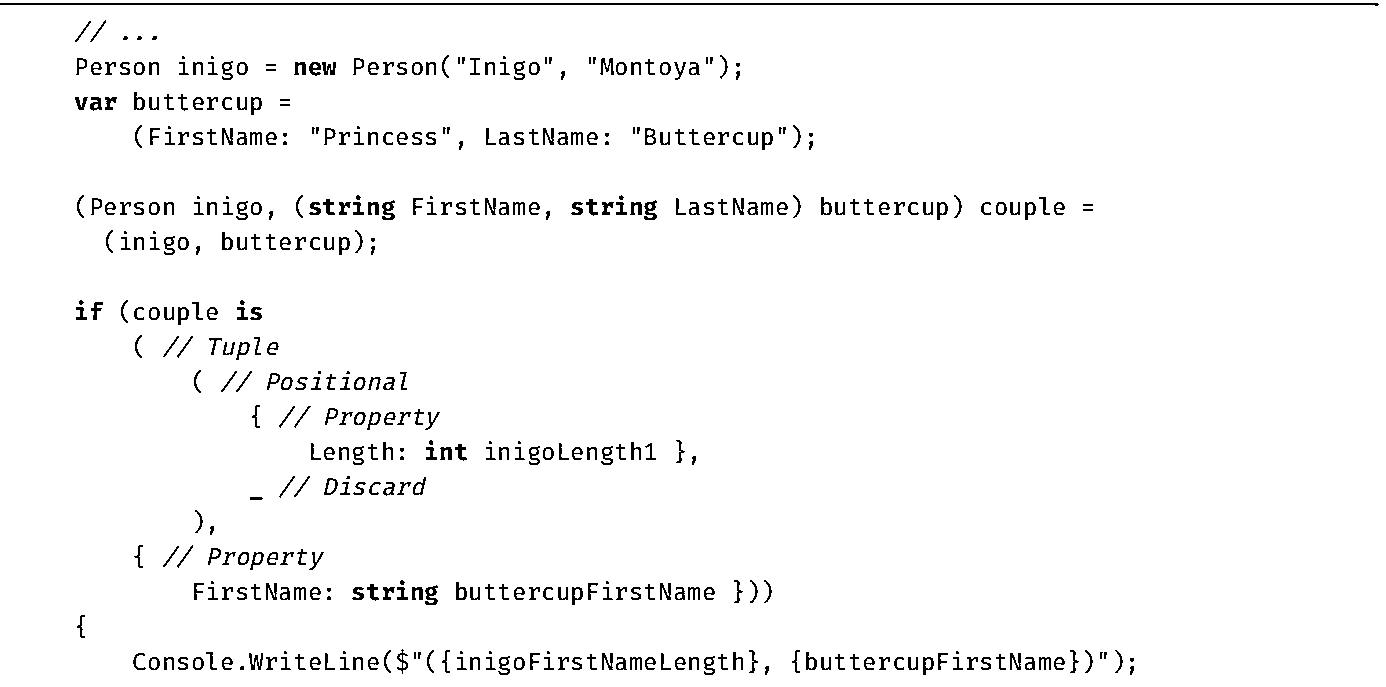 // ...
Person inigo = new Person("Inigo", "Montoya");
var buttercup =
(FirstName: "Princess", LastName: "Buttercup");
(Person inigo, (string FirstName, string LastName) buttercup) couple =
(inigo, buttercup);
if (couple is
( // Tuple
( // Positional
{ // Property
Length: int inigoLength1 },
_ // Discard
),
{ // Property
FirstName: string buttercupFirstName }))
{
Console.WriteLine($"({inigoFirstNameLength}, {buttercupFirstName})");